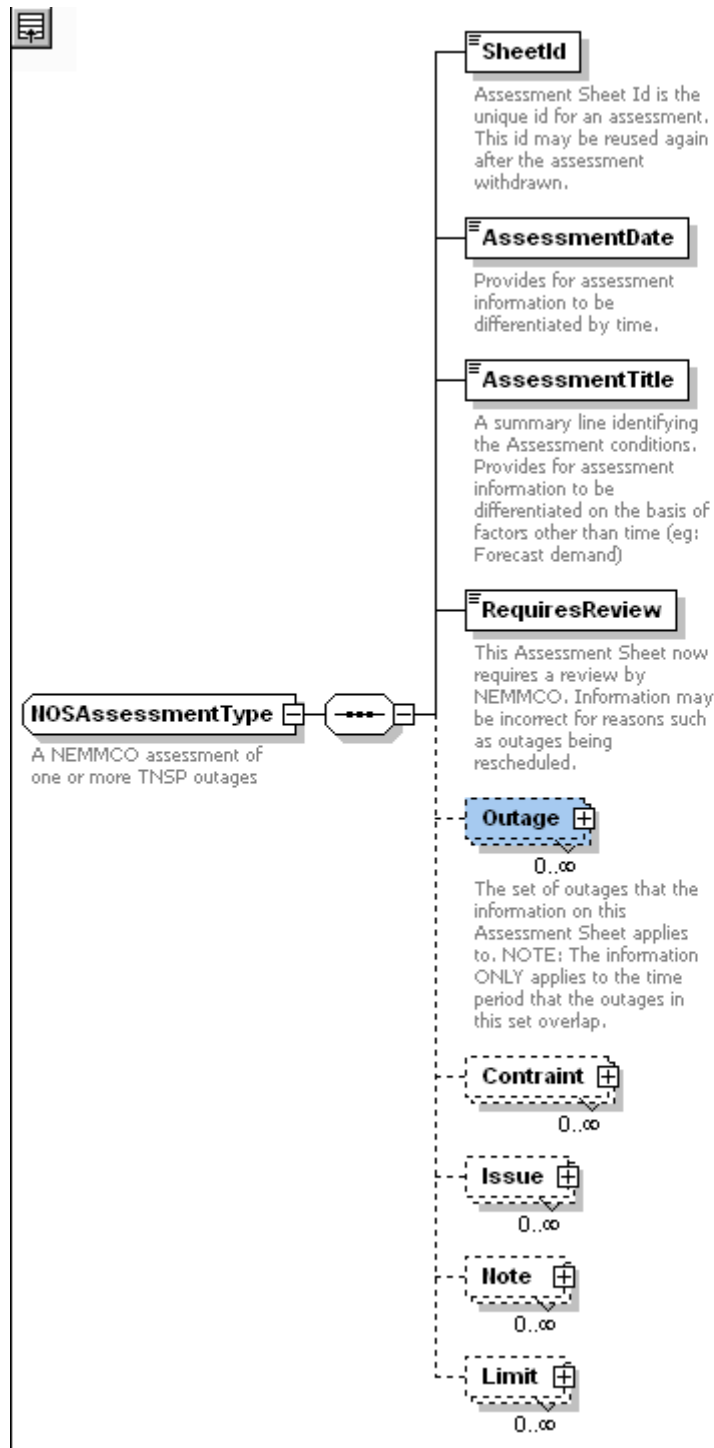 SheetId
Assessment Sheet Id is the
unique id for an assessment.
This id may be reused again
after the assessment
withdrawn.
AssessmentDate
Provides for assessment
information to be
differentiated by time.
AssessmentTitle
A summary line identifying
the Assessment conditions.
Provides for assessment
information to be
differentiated on the basis of
factors other than time (eg:
Forecast demand)
RequiresReview
This Assessment Sheet now
requires a review by
NEMMCO. Information may
be incorrect for reasons such
as outages being
rescheduled.
NOSAssessmentType
A NEMMCO assessment of
one or more TNSP outages
Outage
0..∞
The set of outages that the
information on this
Assessment Sheet applies
to. NOTE: The information
ONLY applies to the time
period that the outages in
this set overlap.
Contraint
0..∞
Issue
0..∞
Note
0..∞
Limit
0..∞